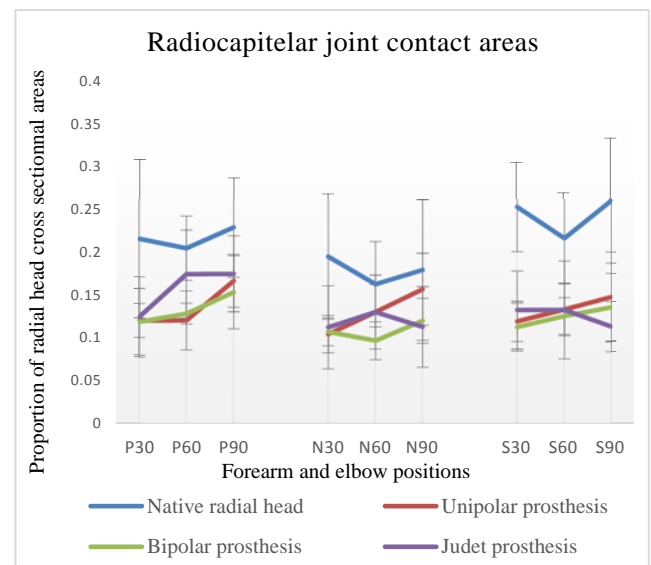 Radiocapitelar joint contact areas
Proportion of radial head cross sectionnal areas
0.4
0.35
0.3
0.25
0.2
0.15
0.1
0.05
0
P30 P60 P90 N30 N60 N90 S30 S60 S90
Forearm and elbow positions
Native radial head Unipolar prosthesis
Bipolar prosthesis Judet prosthesis